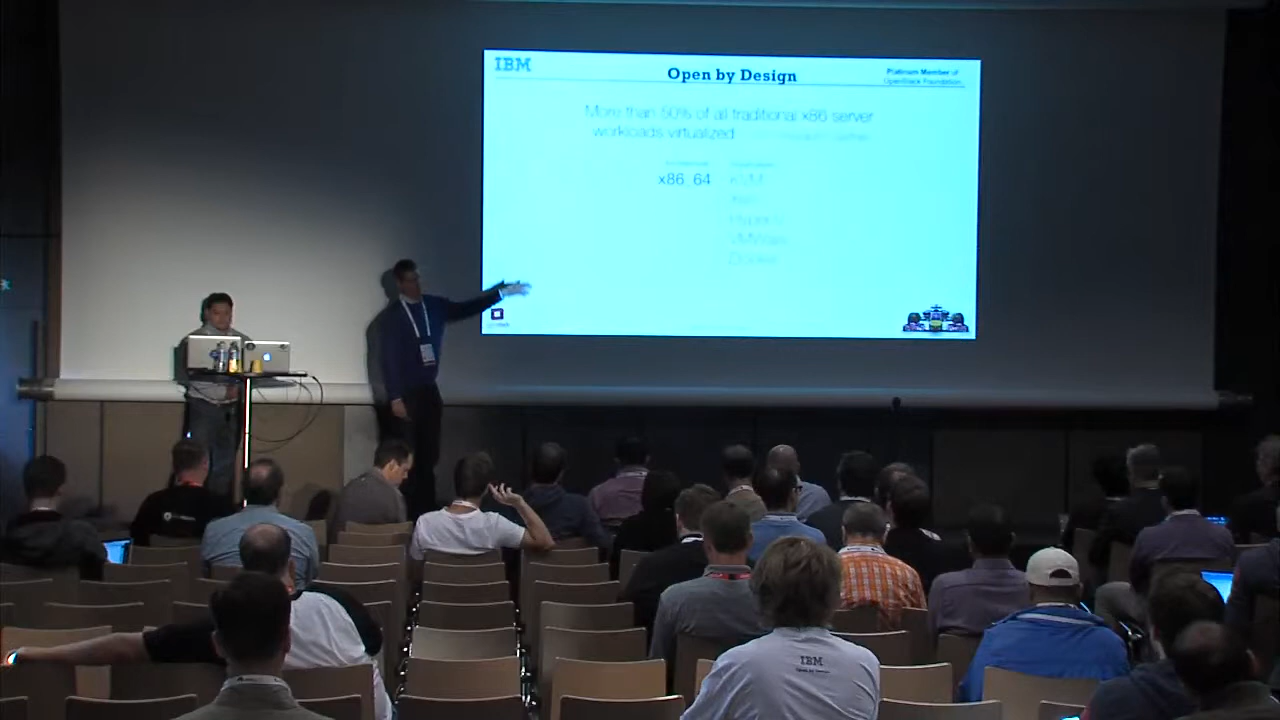 IBM
Open by Design
Platinum Member of
OpenStack Foundation
More than 50% of all traditional x86 server
workloads virtualized
x86_64
KVM
VMWare
Docker
IBM